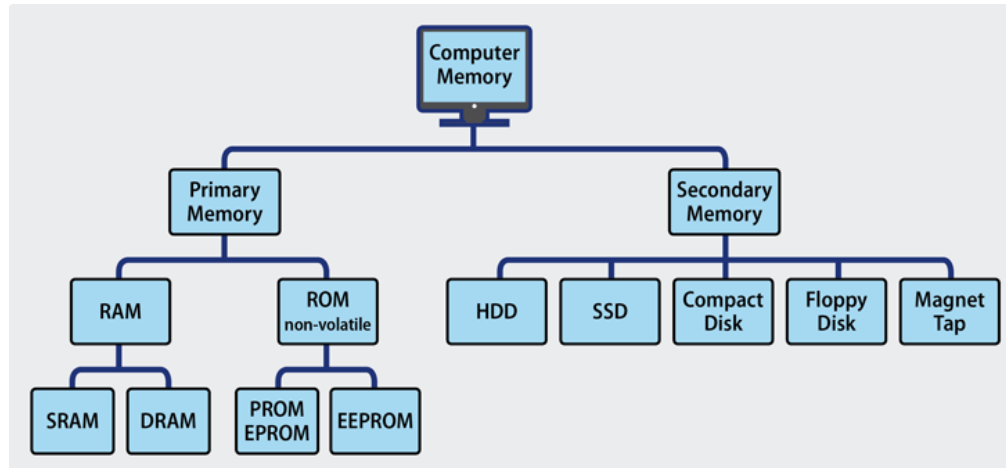 Computer
Memory
Primary
Memory
Secondary
Memory
RAM
ROM
non-volatile
HDD
SSD
Compact
Disk
Floppy
Disk
Magnet
Tap
SRAM
DRAM
PROM
EPROM
EEPROM